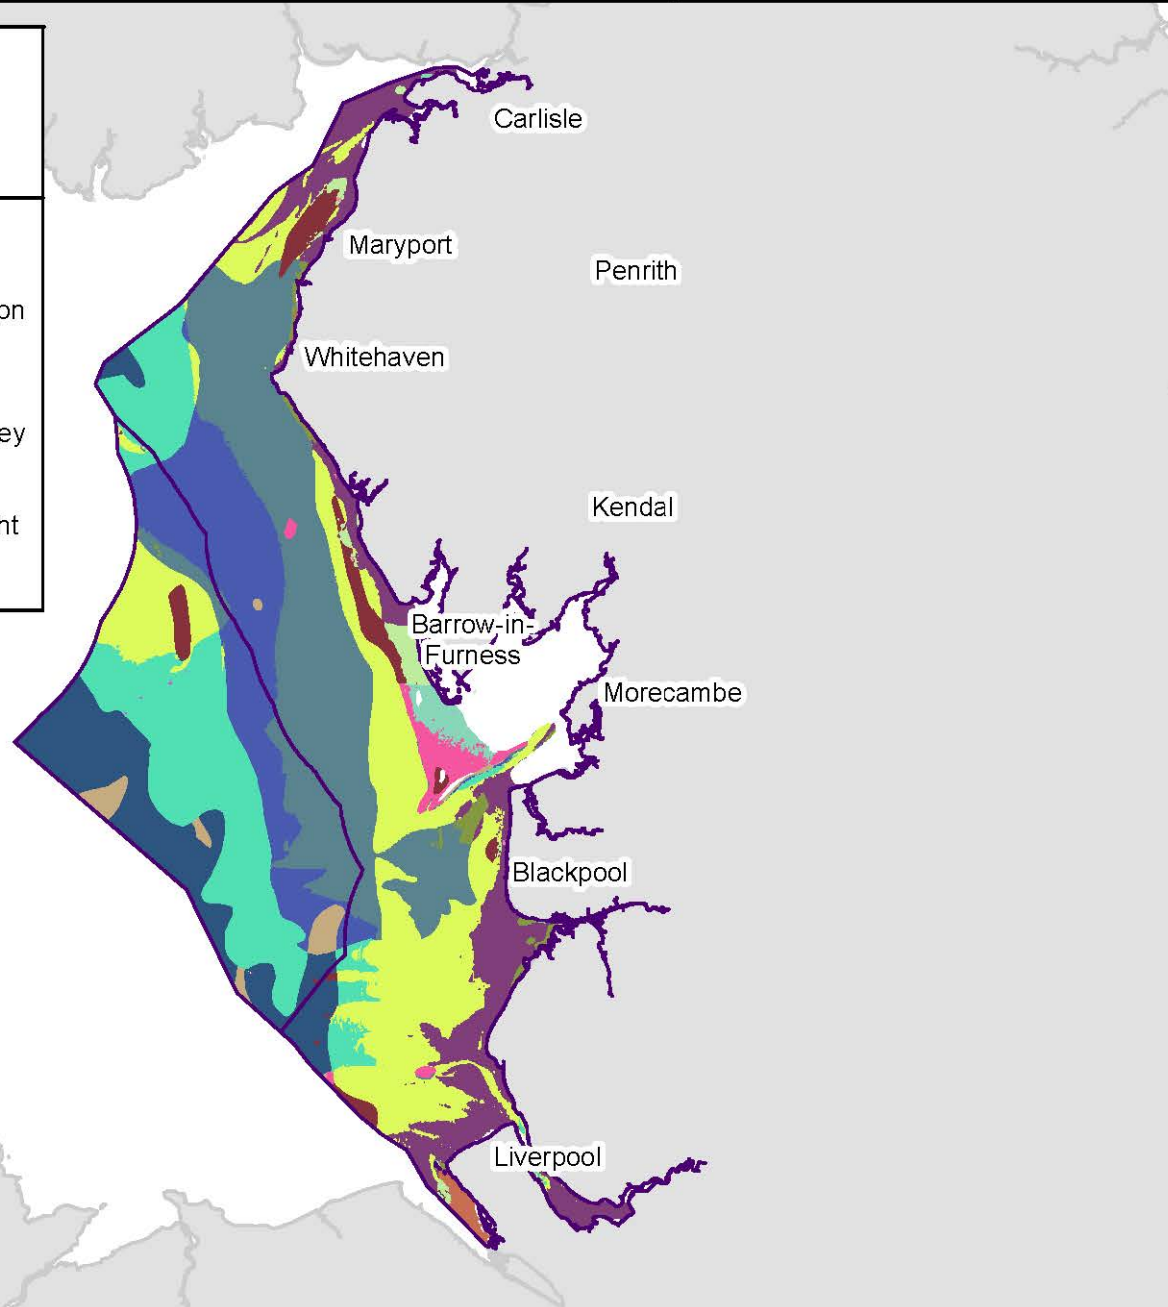 Carlisle
Maryport
Penrith
on
Whitehaven
ey
Kendal
nt
Barrow-in-
Furness
Morecambe
Blackpool
Liverpool